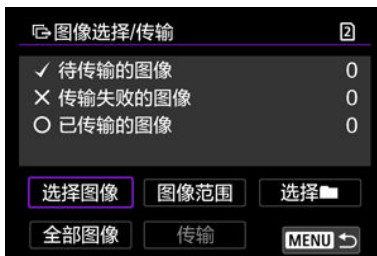 图像选择/传输 2
✓ 待传输的图像 0
✕ 传输失败的图像 0
○ 已传输的图像 0
选择图像 图像范围 选择
全部图像 传输 MENU